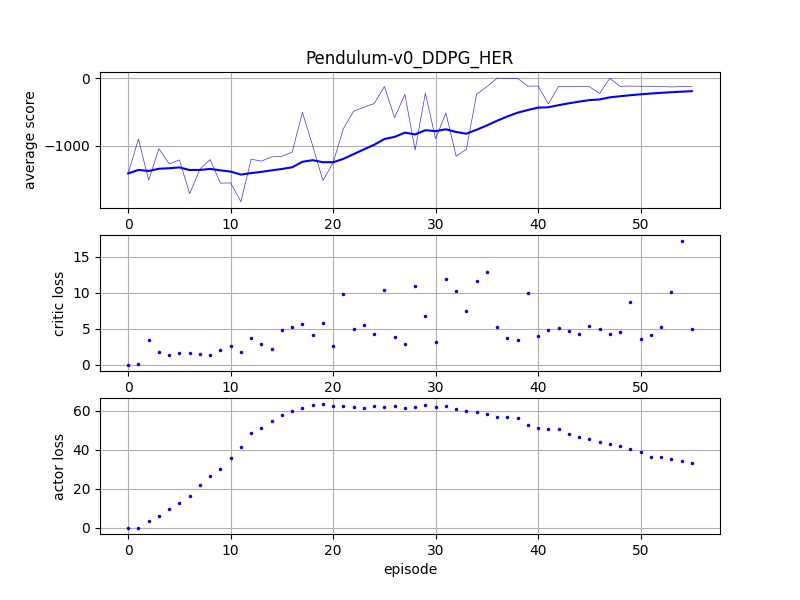 Pendulum-v0_DDPG_HER
average score
0
−1000
0 10 20 30 40 50
critic loss
15
10
5
0
0 10 20 30 40 50
actor loss
60
40
20
0
0 10 20 30 40 50
episode